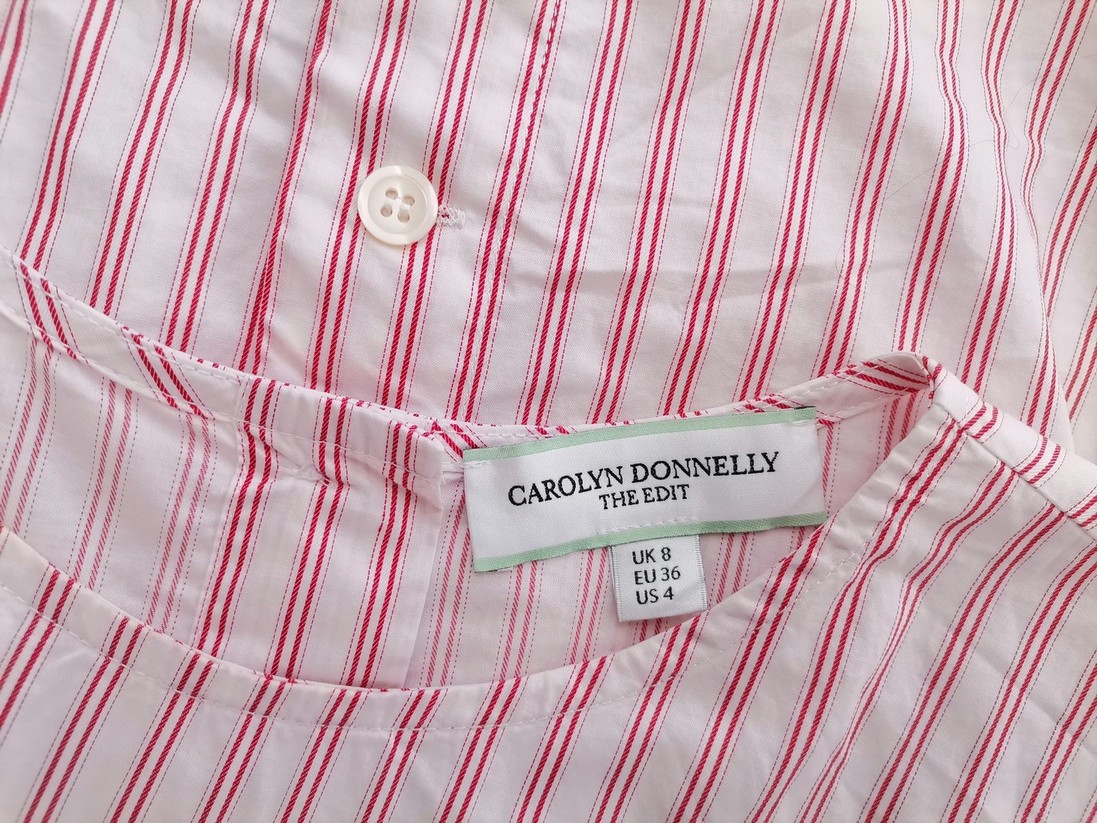 CAROLYN DONNELLY
THE EDIT
UK 8
EU 36
US 4